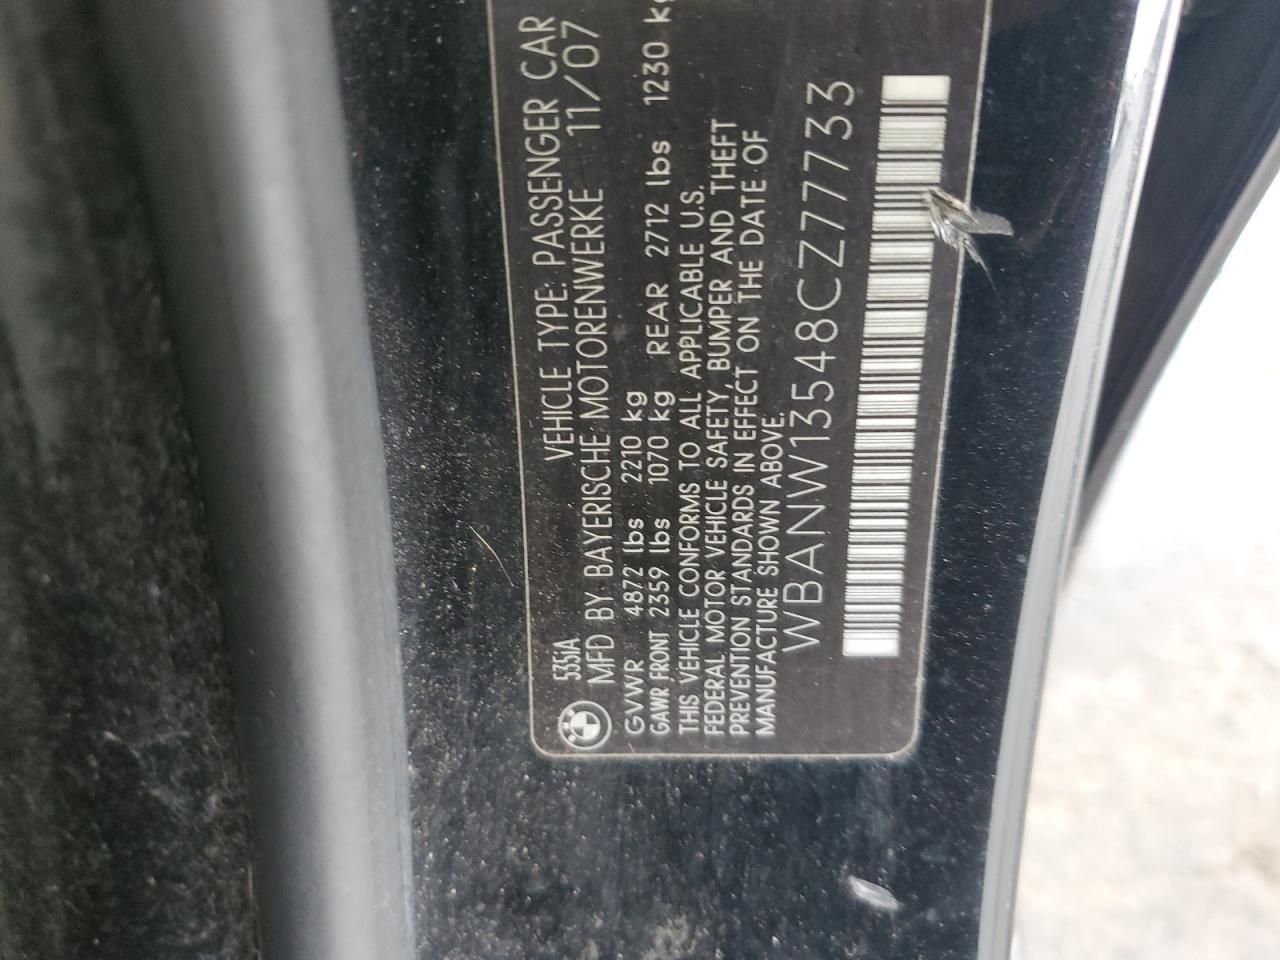 535iA VEHICLE TYPE: PASSENGER CAR
MFD BY BAYERISCHE MOTORENWERKE 11/07
GVWR 4872 lbs 2210 kg
GAWR FRONT 2359 lbs 1070 kg REAR 2712 lbs 1230 kg
THIS VEHICLE CONFORMS TO ALL APPLICABLE U.S.
FEDERAL MOTOR VEHICLE SAFETY, BUMPER AND THEFT
PREVENTION STANDARDS IN EFFECT ON THE DATE OF
MANUFACTURE SHOWN ABOVE.
WBANW13548CZ77733